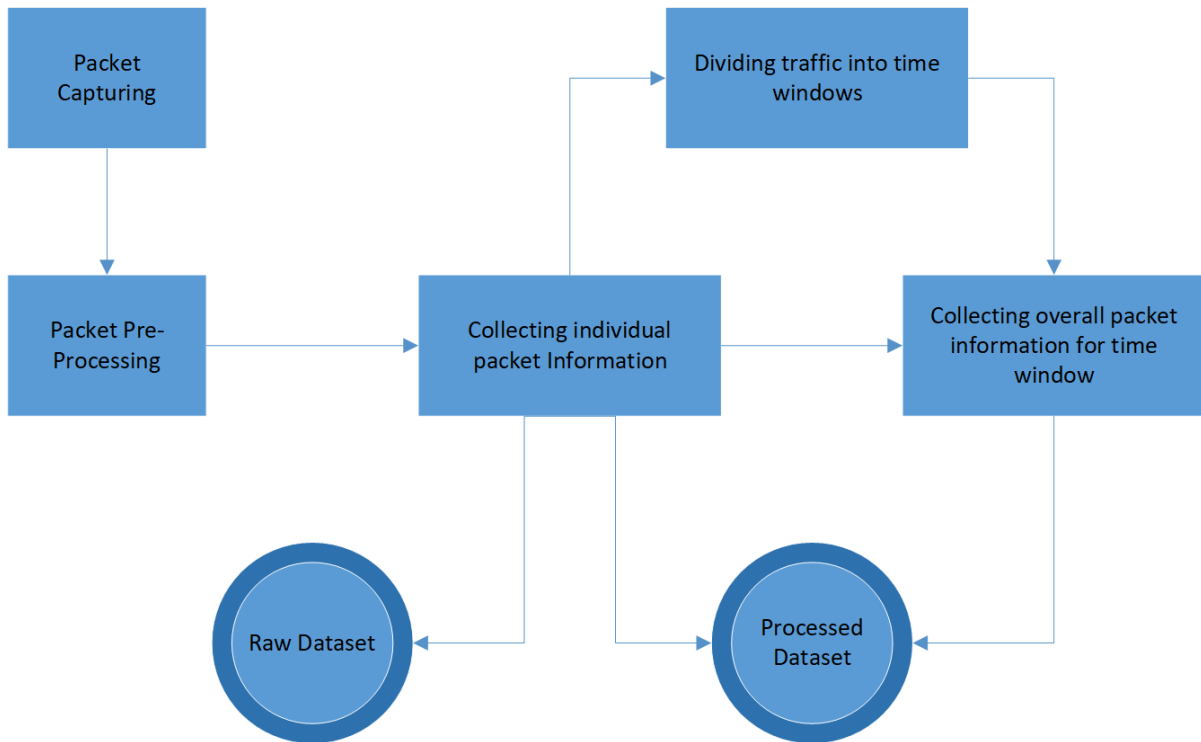 Packet
Capturing
Dividing traffic into time
windows
Packet Pre-
Processing
Collecting individual
packet Information
Collecting overall packet
information for time
window
Raw Dataset
Processed
Dataset